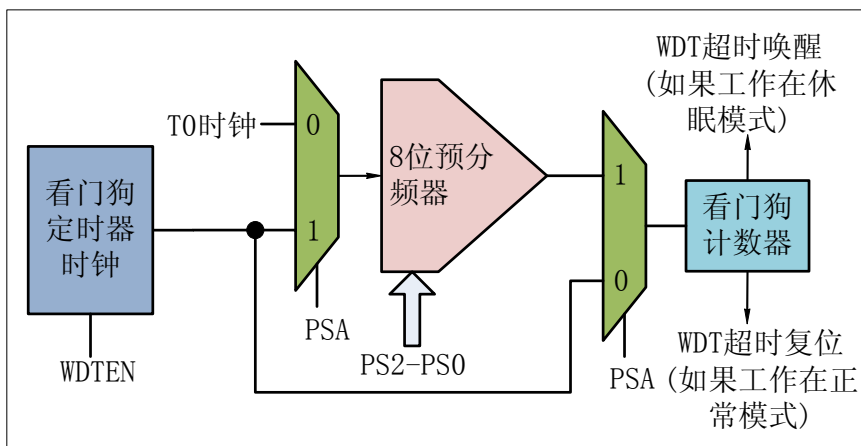 T0时钟
看门狗
定时器
时钟
WDTEN
0
1
PSA
8位预分
频器
PS2-PS0
1
0
PSA
看门狗
计数器
WDT超时唤醒
(如果工作在休
眠模式)
WDT超时复位
(如果工作在正
常模式)